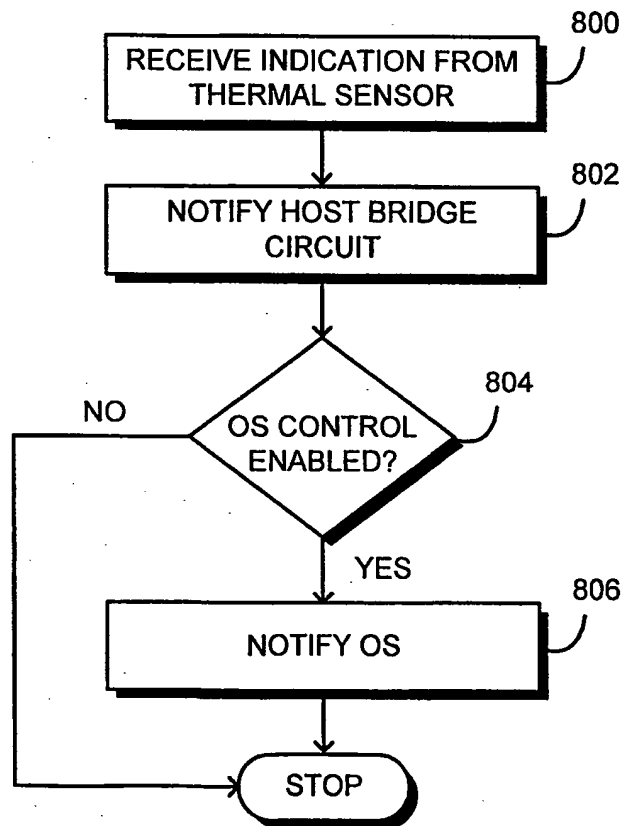 800
RECEIVE INDICATION FROM
THERMAL SENSOR
802
NOTIFY HOST BRIDGE
CIRCUIT
804
NO
OS CONTROL
ENABLED?
YES
806
NOTIFY OS
STOP